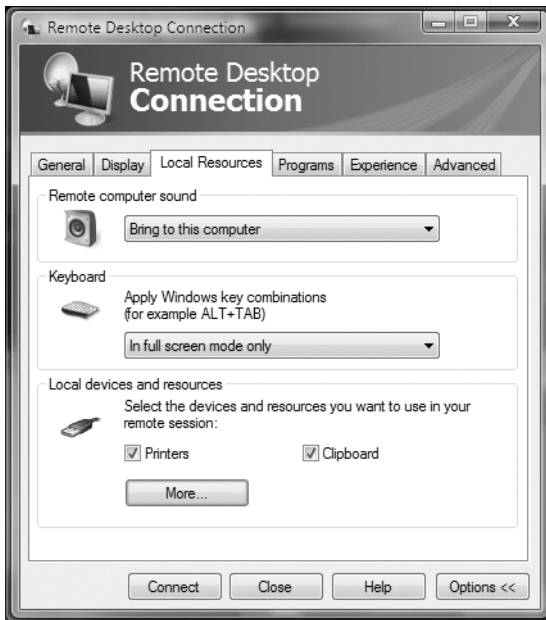 Remote Desktop Connection
Remote Desktop
Connection
General Display Local Resources Programs Experience Advanced
Remote computer sound
Bring to this computer
Keyboard
Apply Windows key combinations
(for example ALT+TAB)
In full screen mode only
Local devices and resources
Select the devices and resources you want to use in your
remote session:
Printers Clipboard
More...
Connect Close Help Options <<